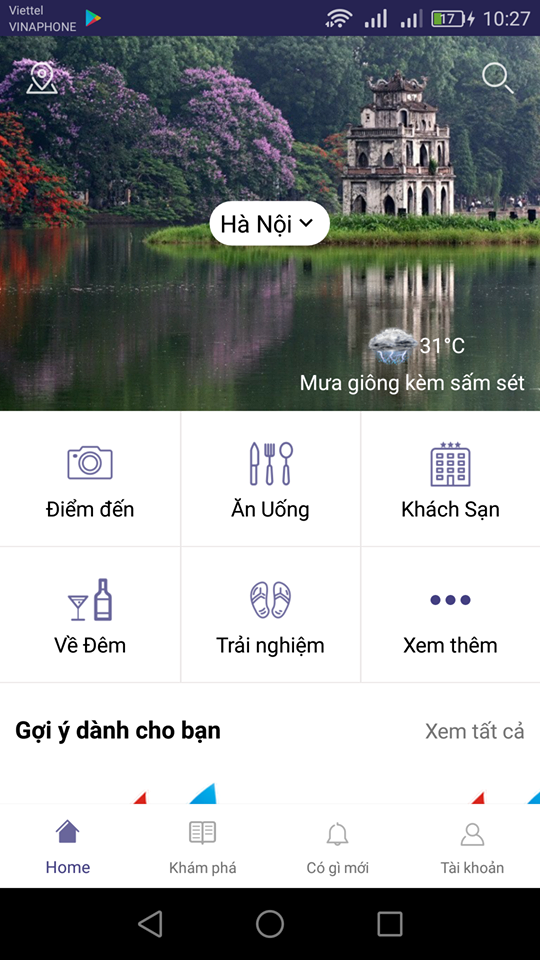 Viettel
VINAPHONE
17
10:27
Hà Nội
31°C
Mưa giông kèm sấm sét
Điểm đến
Ăn Uống
Khách Sạn
Về Đêm
Trải nghiệm
Xem thêm
Gợi ý dành cho bạn
Xem tất cả
Home
Khám phá
Có gì mới
Tài khoản